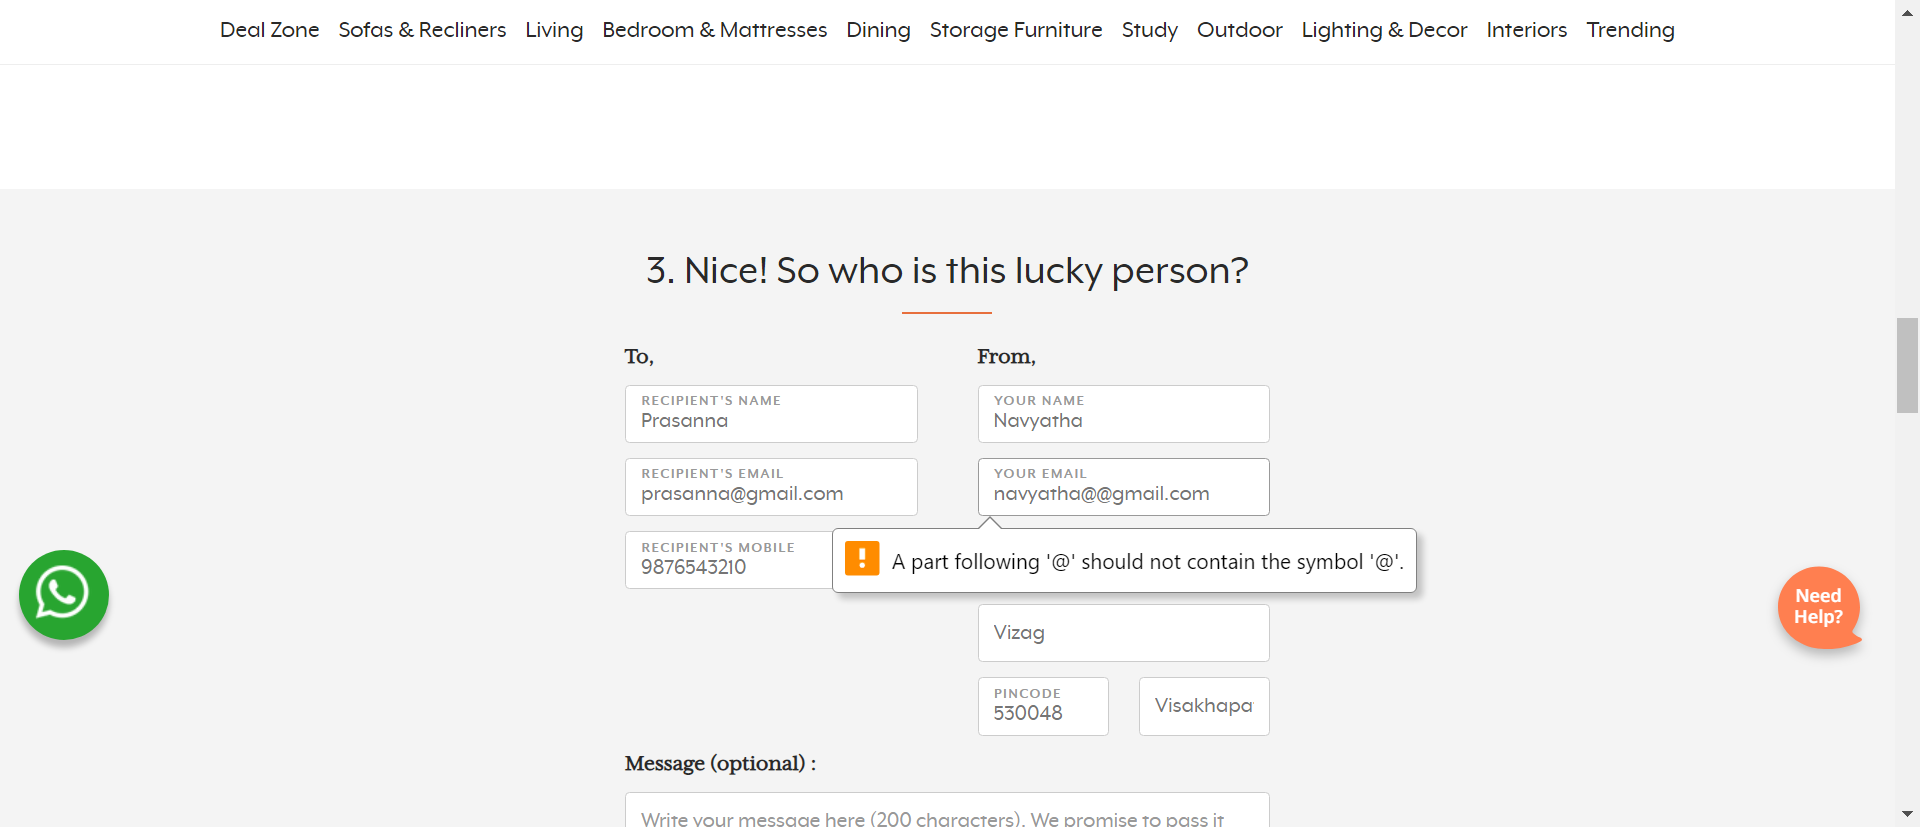 Deal Zone Sofas & Recliners Living Bedroom & Mattresses Dining Storage Furniture Study Outdoor Lighting & Decor Interiors Trending
3. Nice! So who is this lucky person?
To,
From,
RECIPIENT'S NAME
Prasanna
YOUR NAME
Navyatha
RECIPIENT'S EMAIL
prasanna@gmail.com
YOUR EMAIL
navyatha@@gmail.com
RECIPIENT'S MOBILE
9876543210
A part following '@' should not contain the symbol '@'.
Need
Help?
Vizag
PINCODE
530048
Visakhapa
Message (optional) :
Write your message here (200 characters). We promise to pass it